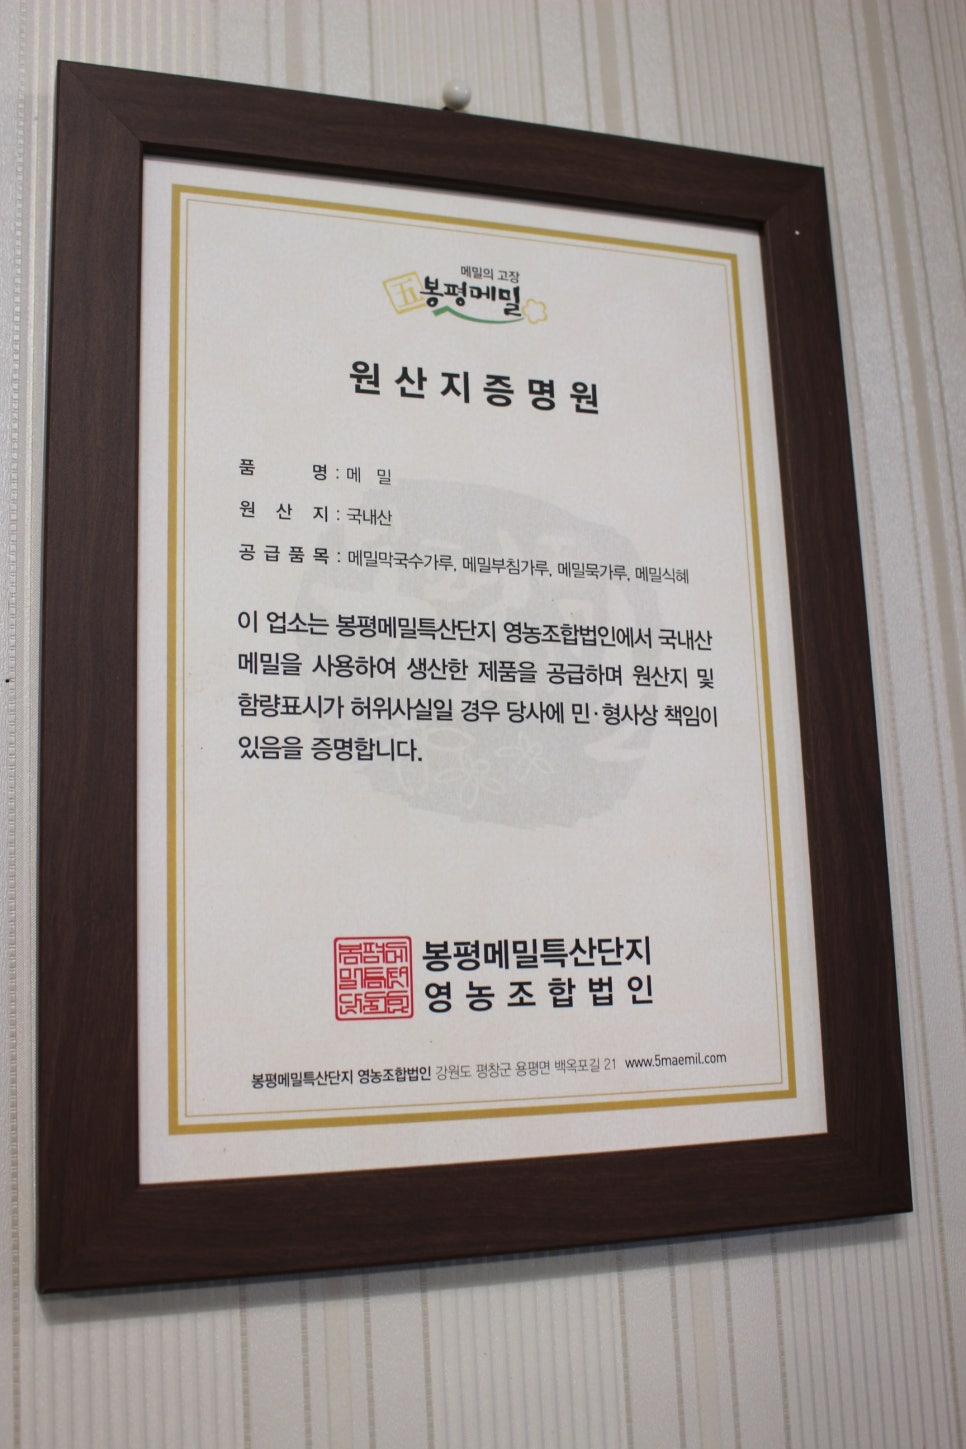 메밀의 고장
五 봉평메밀
원산지증명원
품 명 : 메 밀
원 산 지 : 국내산
공급품목 : 메밀막국수가루, 메밀부침가루, 메밀묵가루, 메밀식혜
이 업소는 봉평메밀특산단지 영농조합법인에서 국내산
메밀을 사용하여 생산한 제품을 공급하며 원산지 및
함량표시가 허위사실일 경우 당사에 민·형사상 책임이
있음을 증명합니다.
봉평메밀특산단지
영농조합법인
봉평메밀특산단지 영농조합법인 강원도 평창군 용평면 백옥포길 21 www.5maemil.com